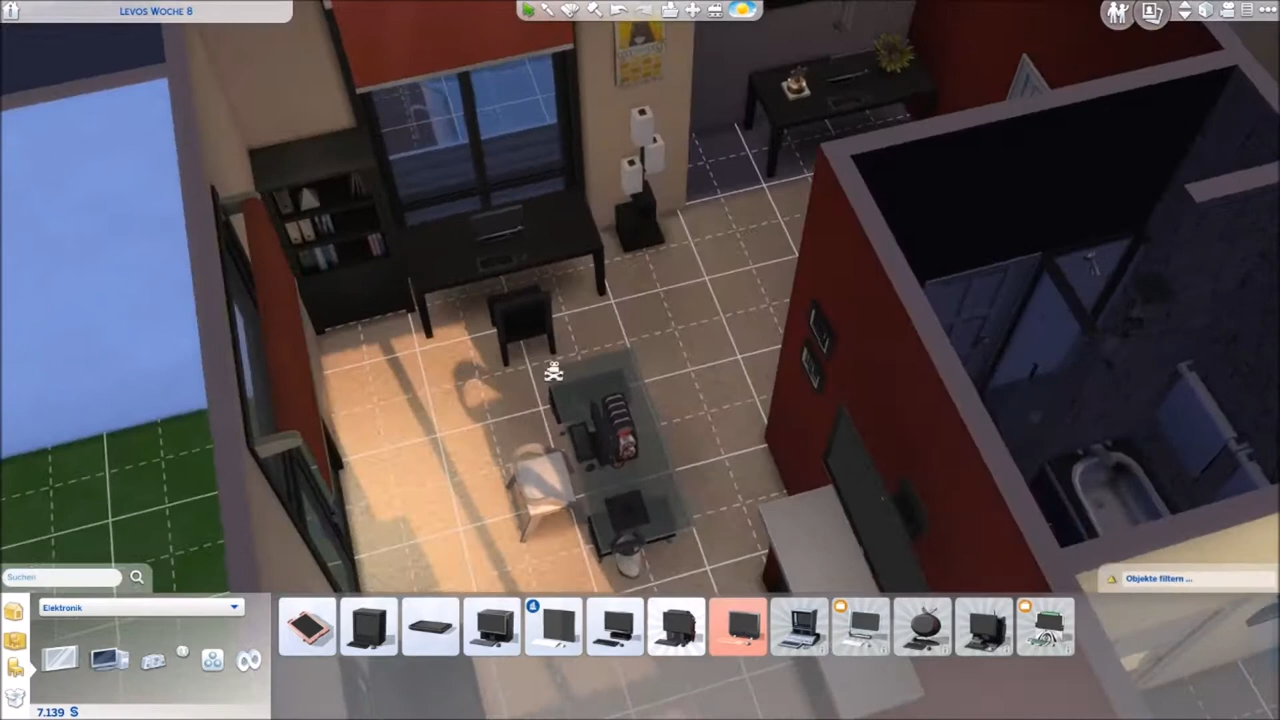 Levos Woche 8
Suchen
Objekte filtern ...
Elektronik
7.139 $